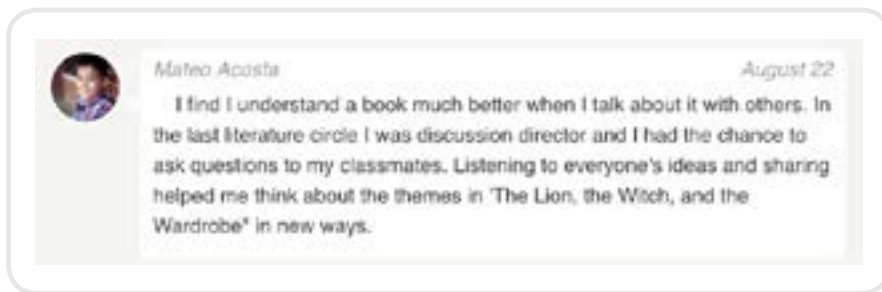 Mateo Acosta August 22
I find I understand a book much better when I talk about it with others. In
the last literature circle I was discussion director and I had the chance to
ask questions to my classmates. Listening to everyone's ideas and sharing
helped me think about the themes in 'The Lion, the Witch, and the
Wardrobe" in new ways.